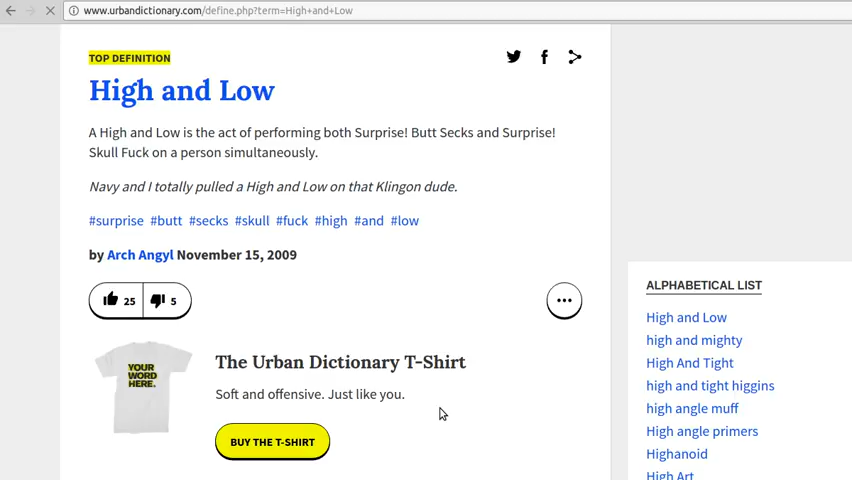 www.urbandictionary.com/define.php?term=High+and+Low
TOP DEFINITION
High and Low
A High and Low is the act of performing both Surprise! Butt Secks and Surprise!
Skull Fuck on a person simultaneously.
Navy and I totally pulled a High and Low on that Klingon dude.
#surprise #butt #secks #skull #fuck #high #and #low
by Arch Angyl November 15, 2009
25 5
YOUR
WORD
HERE.
The Urban Dictionary T-Shirt
Soft and offensive. Just like you.
BUY THE T-SHIRT
ALPHABETICAL LIST
High and Low
high and mighty
High And Tight
high and tight higgins
high angle muff
High angle primers
Highanoid
High Art